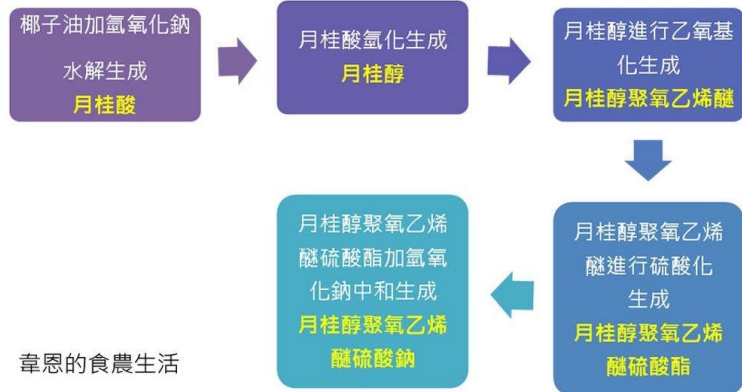 椰子油加氫氧化鈉
水解生成
月桂酸
月桂酸氫化生成
月桂醇
月桂醇進行乙氧基
化生成
月桂醇聚氧乙烯醚
月桂醇聚氧乙烯
醚進行硫酸化
生成
月桂醇聚氧乙烯
醚硫酸酯
月桂醇聚氧乙烯
醚硫酸酯加氫氧
化鈉中和生成
月桂醇聚氧乙烯
醚硫酸鈉
韋恩的食農生活